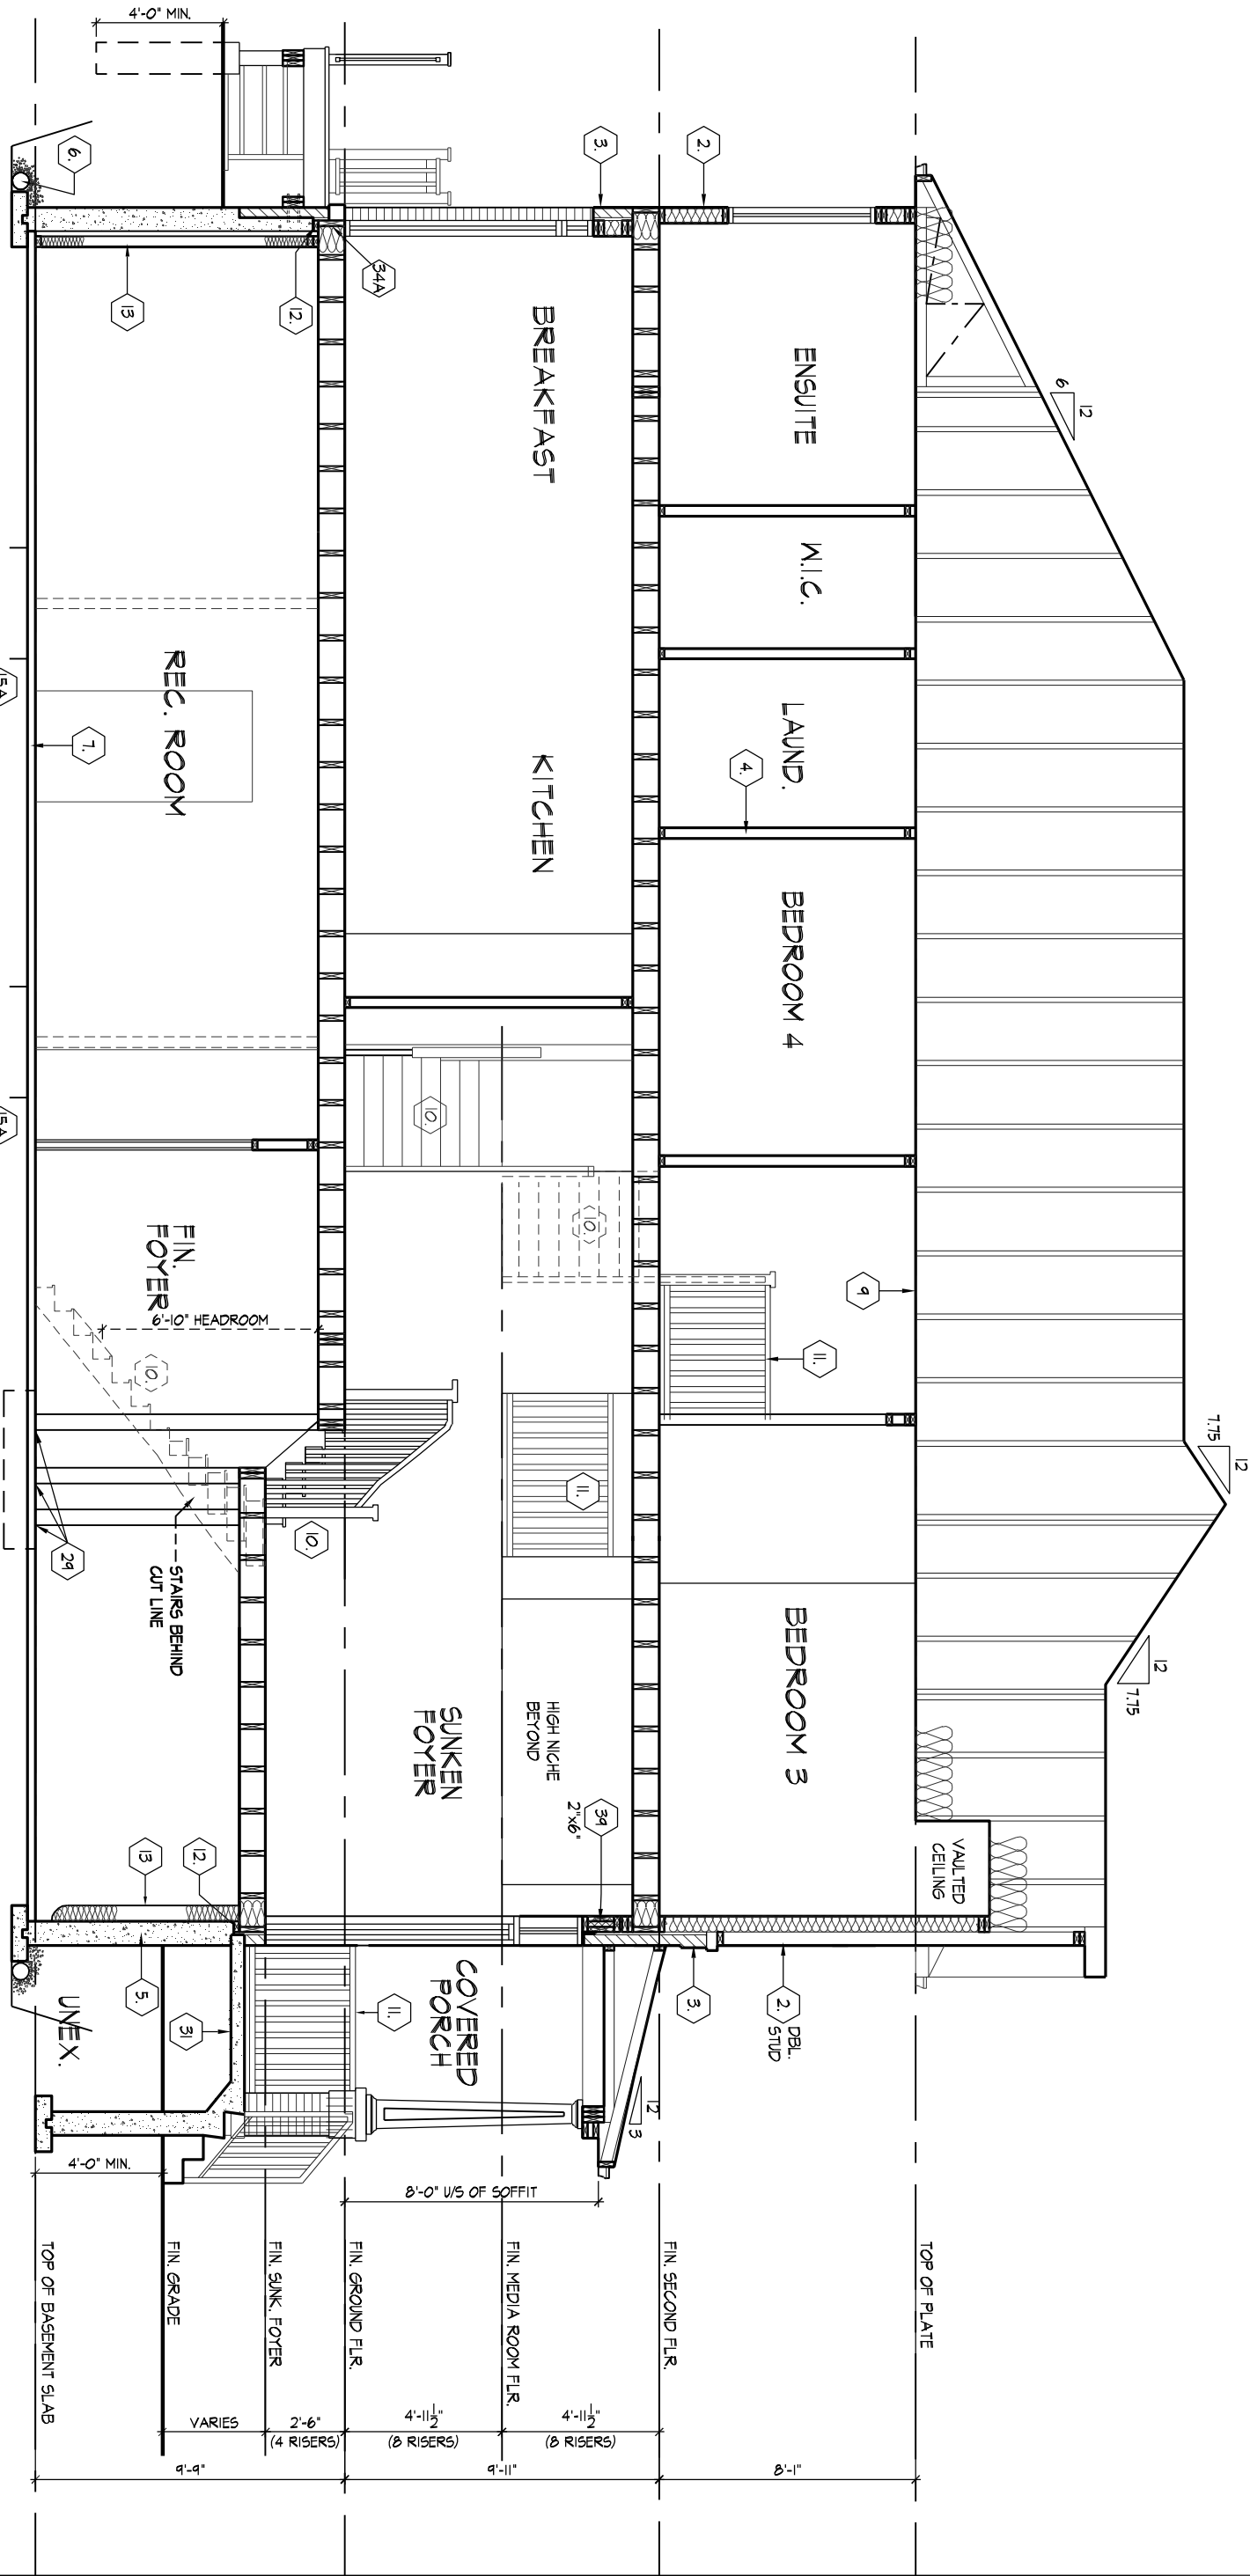 12
7.75
12
6
12
7.75
VAULTED
CEILING
TOP OF PLATE
8'-1"
2.
ENSUITE
W.I.C.
LAUND.
4.
BEDROOM 4
9
11.
BEDROOM 3
2.
DBL.
STUD
3.
3.
FIN. SECOND FLR.
12
3
39
2"x6"
HIGH NICHE
BEYOND
10.
11.
BREAKFAST
KITCHEN
10.
SUNKEN
FOYER
COVERED
PORCH
11.
8'-0" U/S OF SOFFIT
FIN. MEDIA ROOM FLR.
4'-11½"
(8 RISERS)
4'-11½"
(8 RISERS)
9'-11"
34A
FIN. GROUND FLR.
12.
10.
2'-6"
(4 RISERS)
FIN. SUNK. FOYER
4'-0" MIN.
13
REC. ROOM
FIN.
FOYER
6'-10" HEADROOM
10.
STAIRS BEHIND
CUT LINE
12.
13
31
5.
VARIES
FIN. GRADE
9'-9"
6.
7.
29
UNEX.
4'-0" MIN.
TOP OF BASEMENT SLAB
15A
15A